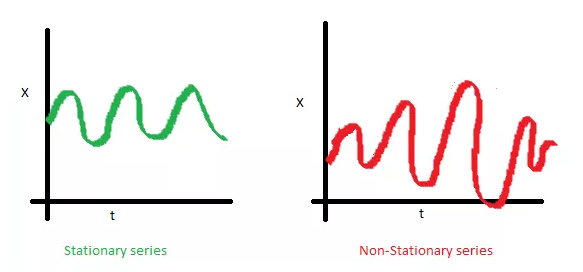 X
t
Stationary series
X
t
Non-Stationary series